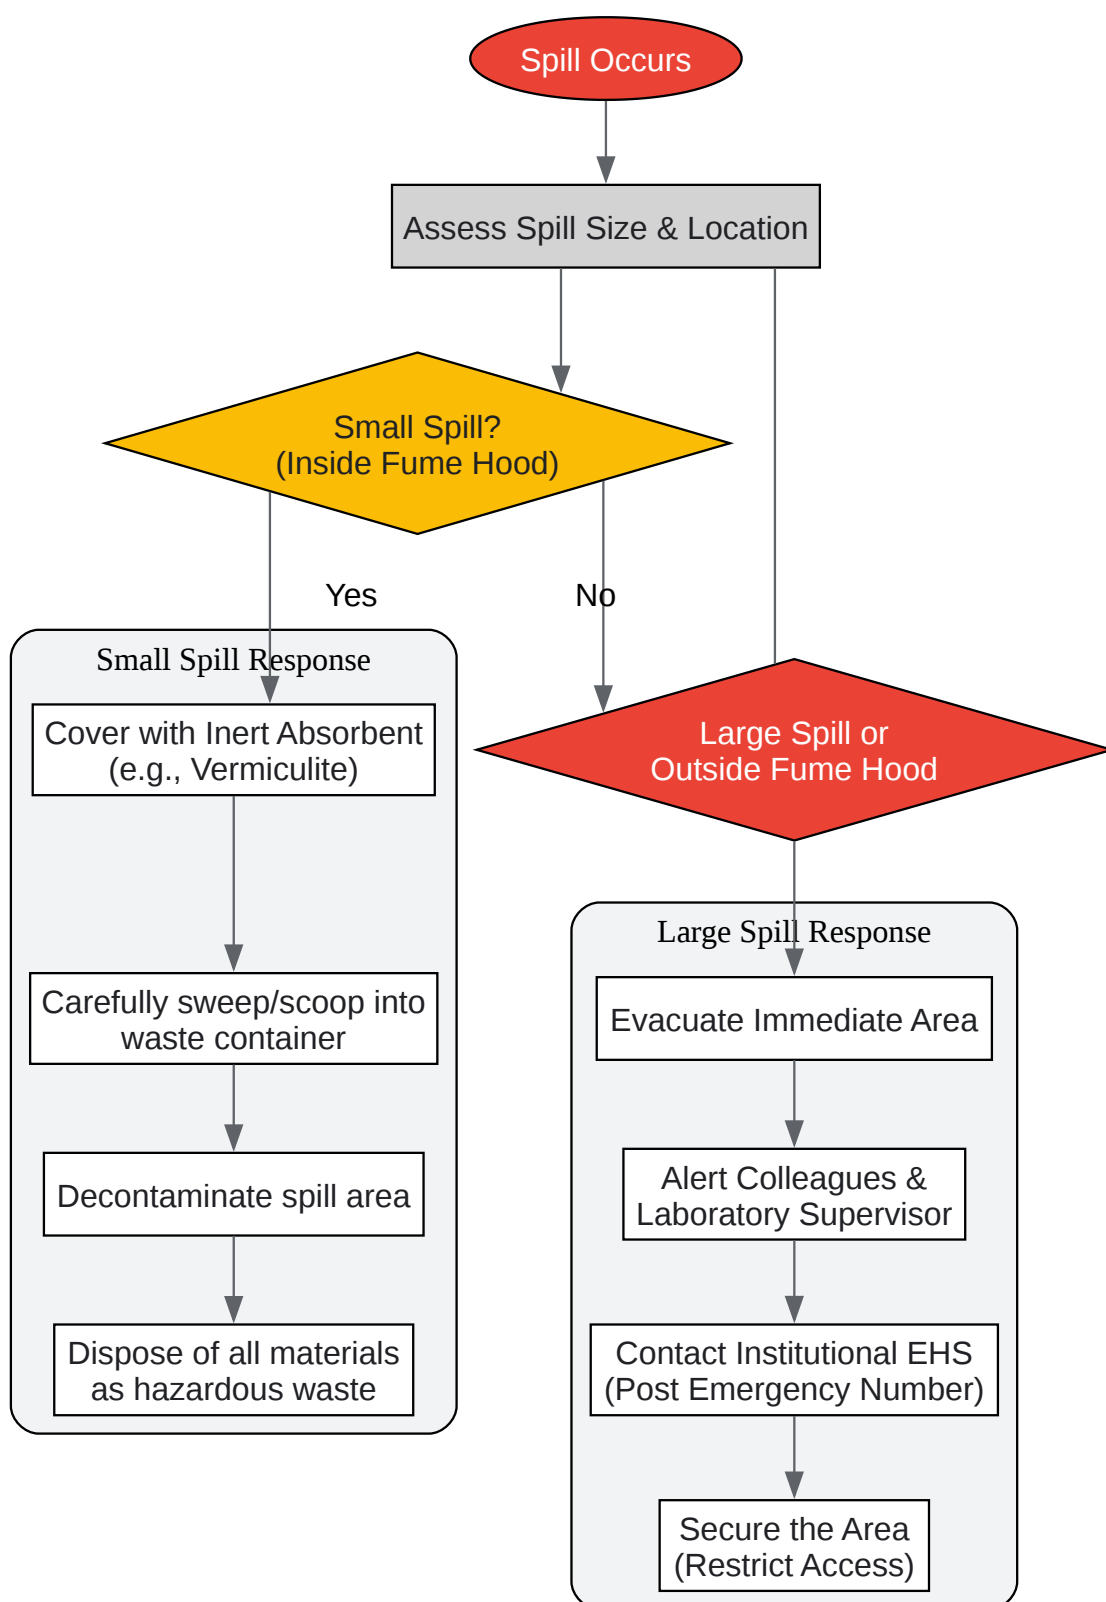 Spill Occurs
Assess Spill Size & Location
Small Spill?
(Inside Fume Hood)
Yes
No
Small Spill Response
Cover with Inert Absorbent
(e.g., Vermiculite)
Carefully sweep/scoop into
waste container
Decontaminate spill area
Dispose of all materials
as hazardous waste
Large Spill or
Outside Fume Hood
Large Spill Response
Evacuate Immediate Area
Alert Colleagues &
Laboratory Supervisor
Contact Institutional EHS
(Post Emergency Number)
Secure the Area
(Restrict Access)